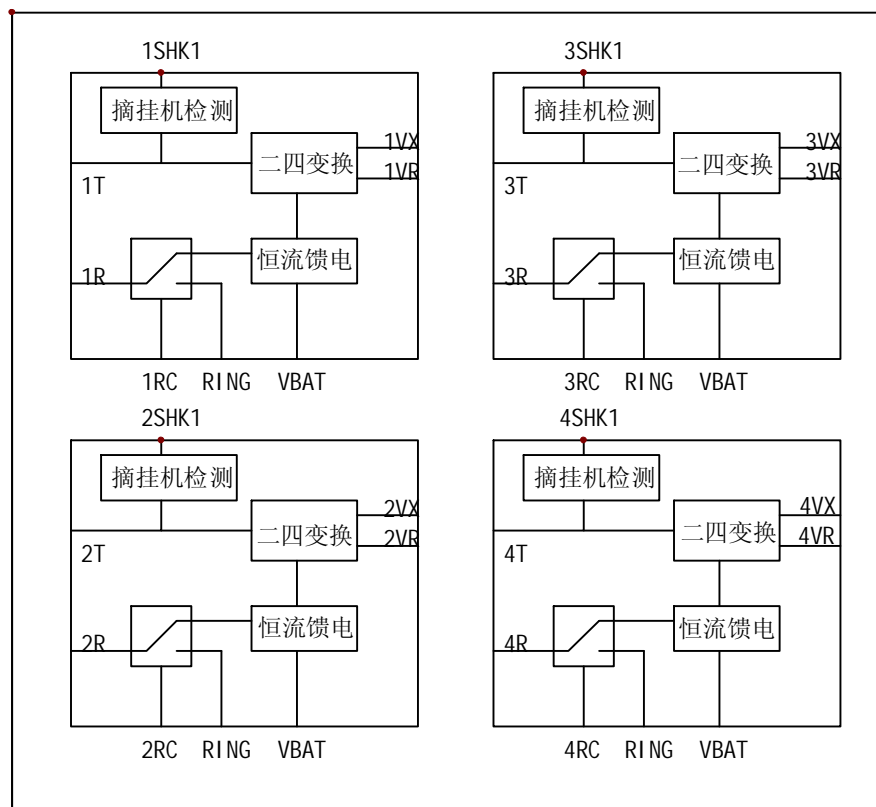 1SHK1
摘挂机检测
1VX
二四变换
1VR
1T
恒流馈电
1R
1RC RING VBAT
3SHK1
摘挂机检测
3VX
二四变换
3VR
3T
恒流馈电
3R
3RC RING VBAT
2SHK1
摘挂机检测
2VX
二四变换
2VR
2T
恒流馈电
2R
2RC RING VBAT
4SHK1
摘挂机检测
4VX
二四变换
4VR
4T
恒流馈电
4R
4RC RING VBAT